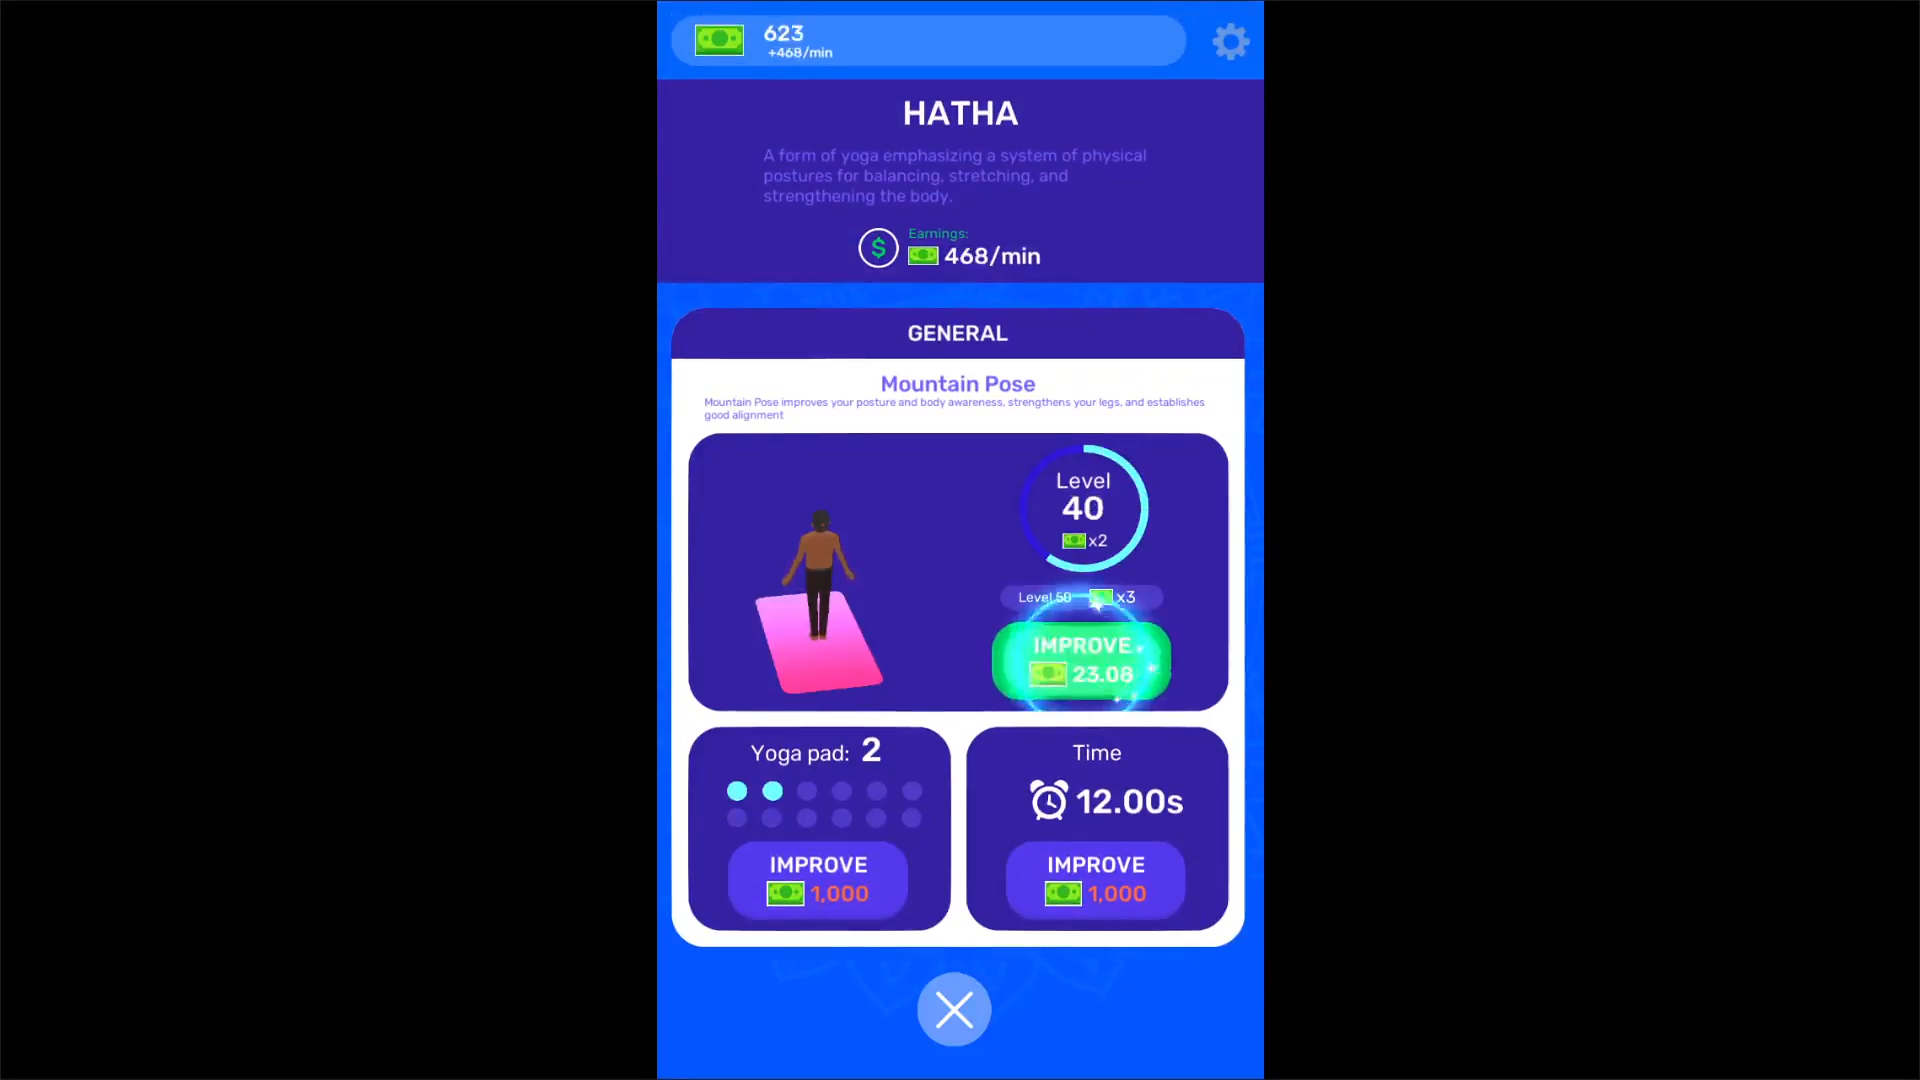 623
+468/min
HATHA
A form of yoga emphasizing a system of physical
postures for balancing, stretching, and
strengthening the body.
$
Earnings:
468/min
GENERAL
Mountain Pose
Mountain Pose improves your posture and body awareness, strengthens your legs, and establishes
good alignment
Level
40
x2
Level 50 x3
IMPROVE
23.08
Yoga pad: 2
IMPROVE
1,000
Time
12.00s
IMPROVE
1,000